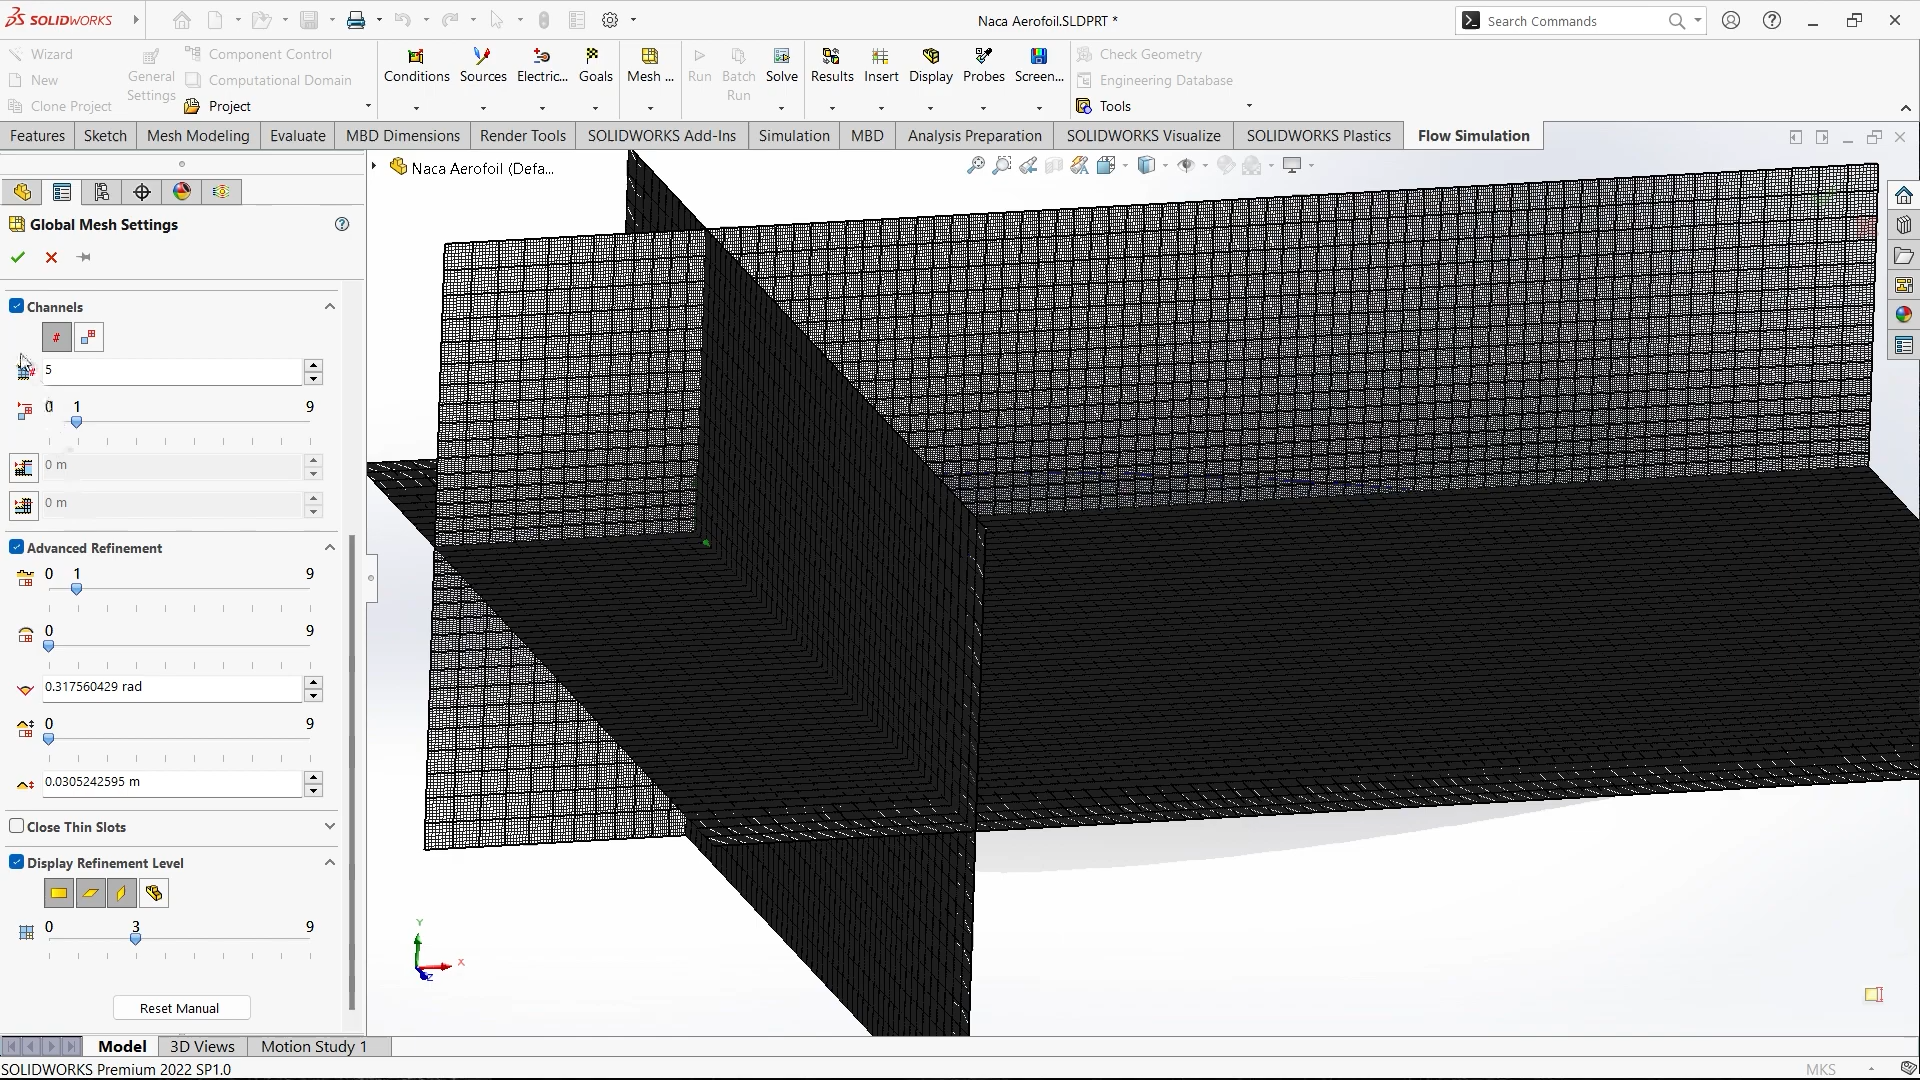 SOLIDWORKS
Naca Aerofoil.SLDPRT *
Search Commands
Wizard
New
Clone Project
General
Settings
Component Control
Computational Domain
Project
Conditions
Sources
Electric...
Goals
Mesh ...
Run
Batch
Run
Solve
Results
Insert
Display
Probes
Screen...
Check Geometry
Engineering Database
Tools
Features
Sketch
Mesh Modeling
Evaluate
MBD Dimensions
Render Tools
SOLIDWORKS Add-Ins
Simulation
MBD
Analysis Preparation
SOLIDWORKS Visualize
SOLIDWORKS Plastics
Flow Simulation
Naca Aerofoil (Defa...
Global Mesh Settings
Channels
5
0 1 9
0 m
0 m
Advanced Refinement
0 1 9
0 9
0.317560429 rad
0 9
0.0305242595 m
Close Thin Slots
Display Refinement Level
0 3 9
Reset Manual
Y
X
Z
Model
3D Views
Motion Study 1
SOLIDWORKS Premium 2022 SP1.0
MKS